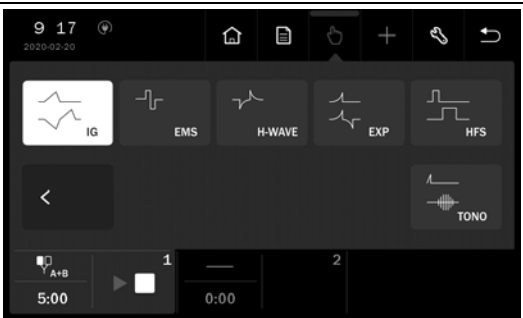 9 17
2020-02-20
IG
EMS
H-WAVE
EXP
HFS
TONO
A+B
5:00
1
0:00
2